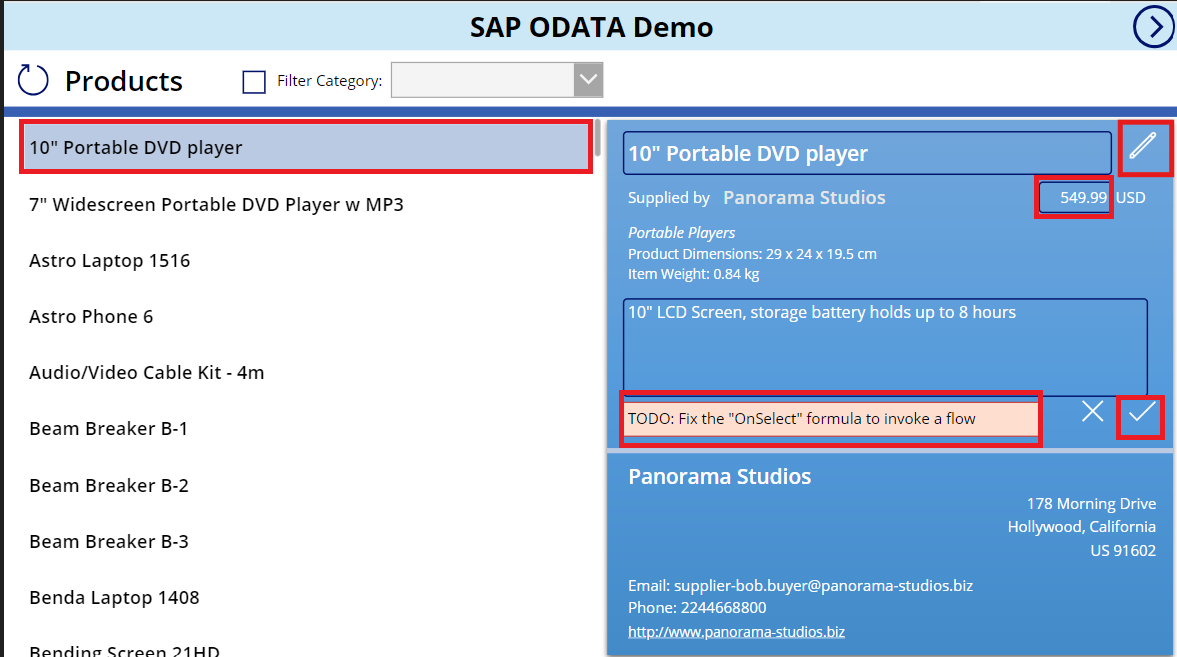 SAP ODATA Demo
Products
Filter Category:
10" Portable DVD player
7" Widescreen Portable DVD Player w MP3
Astro Laptop 1516
Astro Phone 6
Audio/Video Cable Kit - 4m
Beam Breaker B-1
Beam Breaker B-2
Beam Breaker B-3
Benda Laptop 1408
Bending Screen 21HD
10" Portable DVD player
Supplied by Panorama Studios 549.99 USD
Portable Players
Product Dimensions: 29 x 24 x 19.5 cm
Item Weight: 0.84 kg
10" LCD Screen, storage battery holds up to 8 hours
TODO: Fix the "OnSelect" formula to invoke a flow
Panorama Studios
178 Morning Drive
Hollywood, California
US 91602
Email: supplier-bob.buyer@panorama-studios.biz
Phone: 2244668800
http://www.panorama-studios.biz